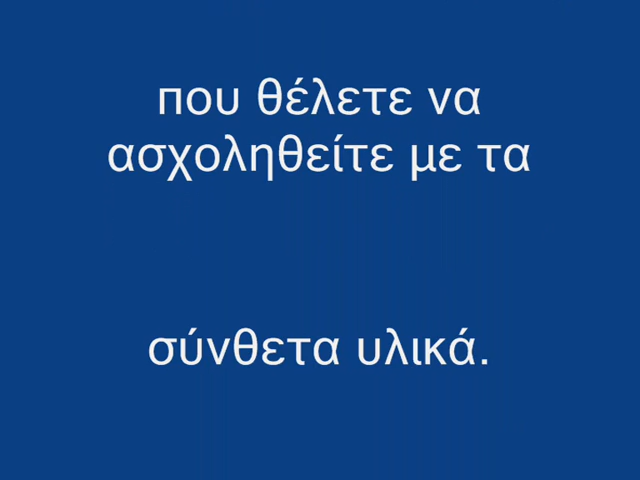 που θέλετε να
ασχοληθείτε με τα
σύνθετα υλικά.